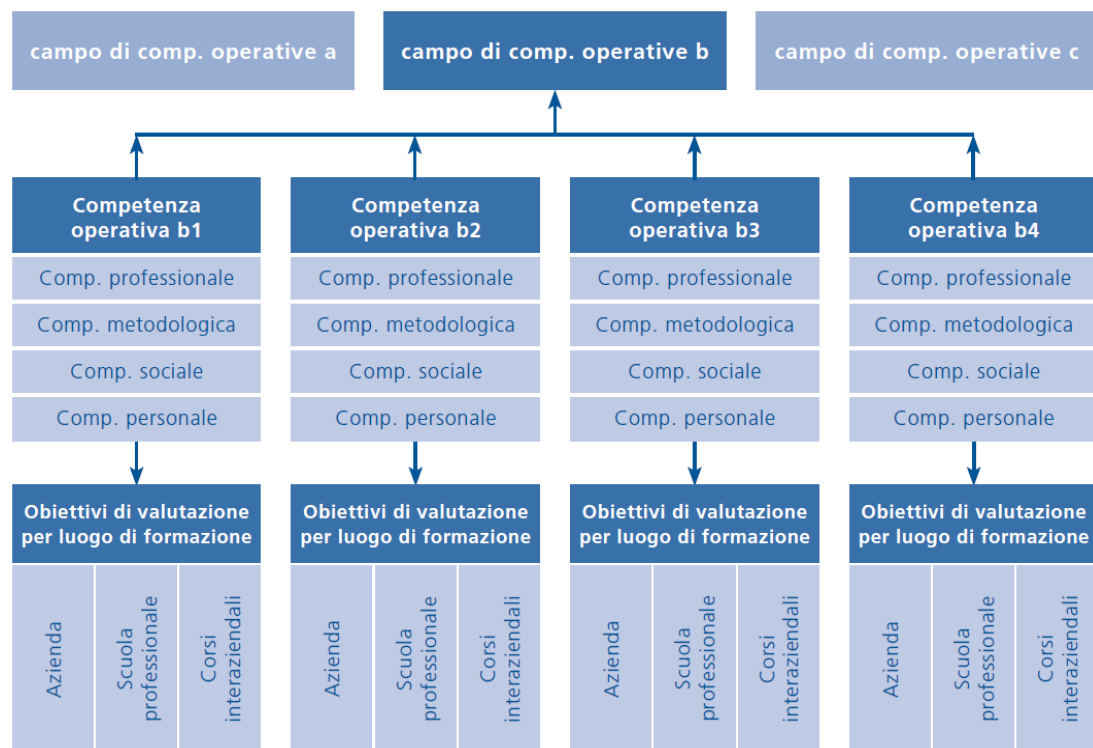 campo di comp. operative a
campo di comp. operative b
campo di comp. operative c
Competenza
operativa b1
Comp. professionale
Comp. metodologica
Comp. sociale
Comp. personale
Obiettivi di valutazione
per luogo di formazione
Azienda
Scuola
professionale
Corsi
interaziendali
Competenza
operativa b2
Comp. professionale
Comp. metodologica
Comp. sociale
Comp. personale
Obiettivi di valutazione
per luogo di formazione
Azienda
Scuola
professionale
Corsi
interaziendali
Competenza
operativa b3
Comp. professionale
Comp. metodologica
Comp. sociale
Comp. personale
Obiettivi di valutazione
per luogo di formazione
Azienda
Scuola
professionale
Corsi
interaziendali
Competenza
operativa b4
Comp. professionale
Comp. metodologica
Comp. sociale
Comp. personale
Obiettivi di valutazione
per luogo di formazione
Azienda
Scuola
professionale
Corsi
interaziendali